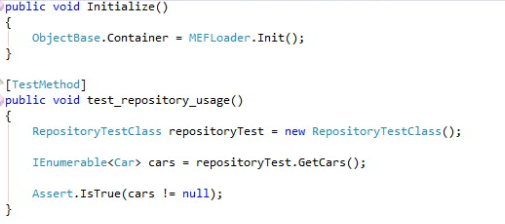 public void Initialize()
{
ObjectBase.Container = MEFLoader.Init();
}
[TestMethod]
public void test_repository_usage()
{
RepositoryTestClass repositoryTest = new RepositoryTestClass();
IEnumerable<Car> cars = repositoryTest.GetCars();
Assert.IsTrue(cars != null);
}